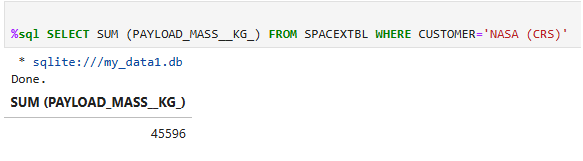 %sql SELECT SUM (PAYLOAD_MASS__KG_) FROM SPACEXTBL WHERE CUSTOMER='NASA (CRS)'
* sqlite:///my_data1.db
Done.
SUM (PAYLOAD_MASS__KG_)
45596